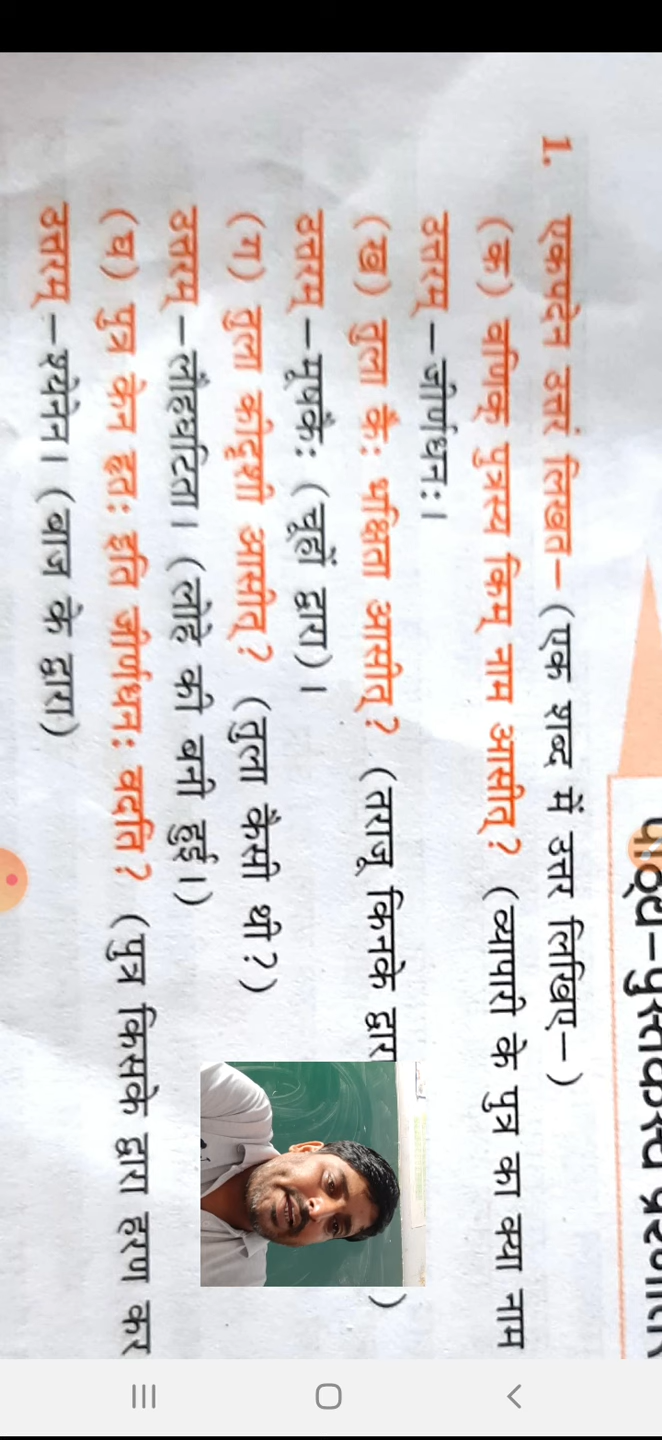 पाठ्य-पुस्तकस्य प्रश्नोत्तर
1. एकपदेन उत्तरं लिखत- (एक शब्द में उत्तर लिखिए-)
(क) वणिक् पुत्रस्य किम् नाम आसीत्? (व्यापारी के पुत्र का क्या नाम
उत्तरम् -जीर्णधनः।
(ख) तुला कैः भक्षिता आसीत्? (तराजू किनके द्वार )
उत्तरम् -मूषकैः (चूहों द्वारा)।
(ग) तुला कीदृशी आसीत्? (तुला कैसी थी?)
उत्तरम् -लौहघटिता। (लोहे की बनी हुई।)
(घ) पुत्र केन हृतः इति जीर्णधनः वदति? (पुत्र किसके द्वारा हरण कर
उत्तरम् -श्येनेन। (बाज के द्वारा)